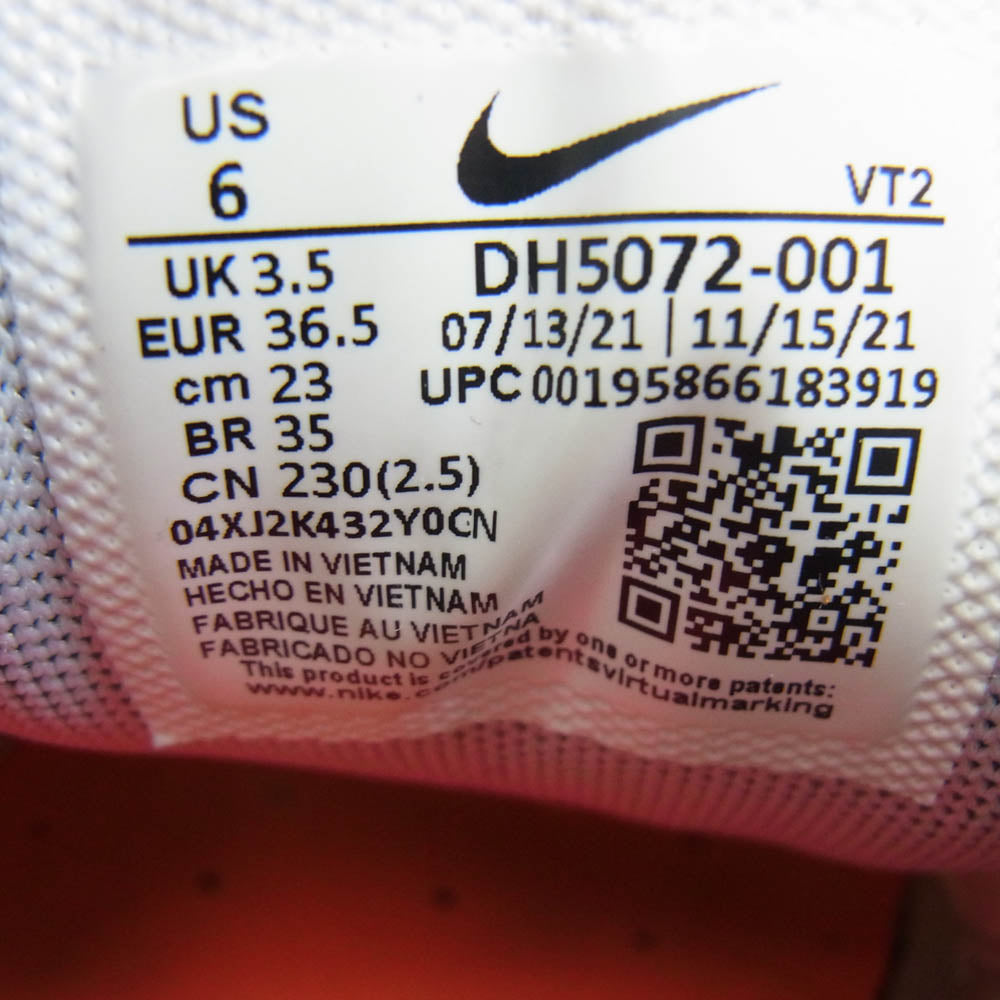 US
6
VT2
UK 3.5
EUR 36.5
cm 23
BR 35
CN 230(2.5)
DH5072-001
07/13/21 | 11/15/21
UPC 00195866183919
04XJ2K432Y0CN
MADE IN VIETNAM
HECHO EN VIETNAM
FABRIQUE AU VIETNAM
FABRICADO NO
This product is covered by one or more patents:
www.nike.com/patentsvirtualmarking